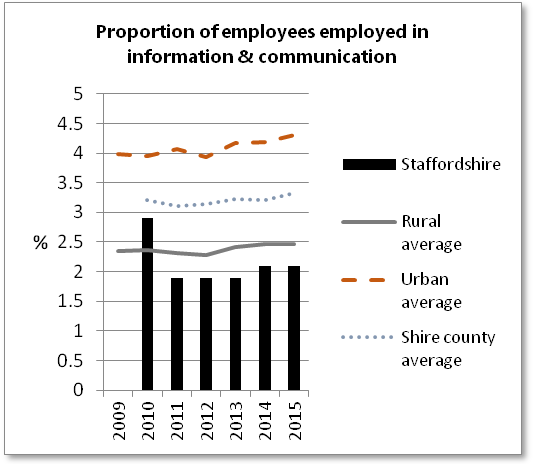 Proportion of employees employed in
information & communication
5
4.5
4
3.5
3
2.5
2
1.5
1
0.5
0
%
2009
2010
2011
2012
2013
2014
2015
Staffordshire
Rural
average
Urban
average
Shire county
average